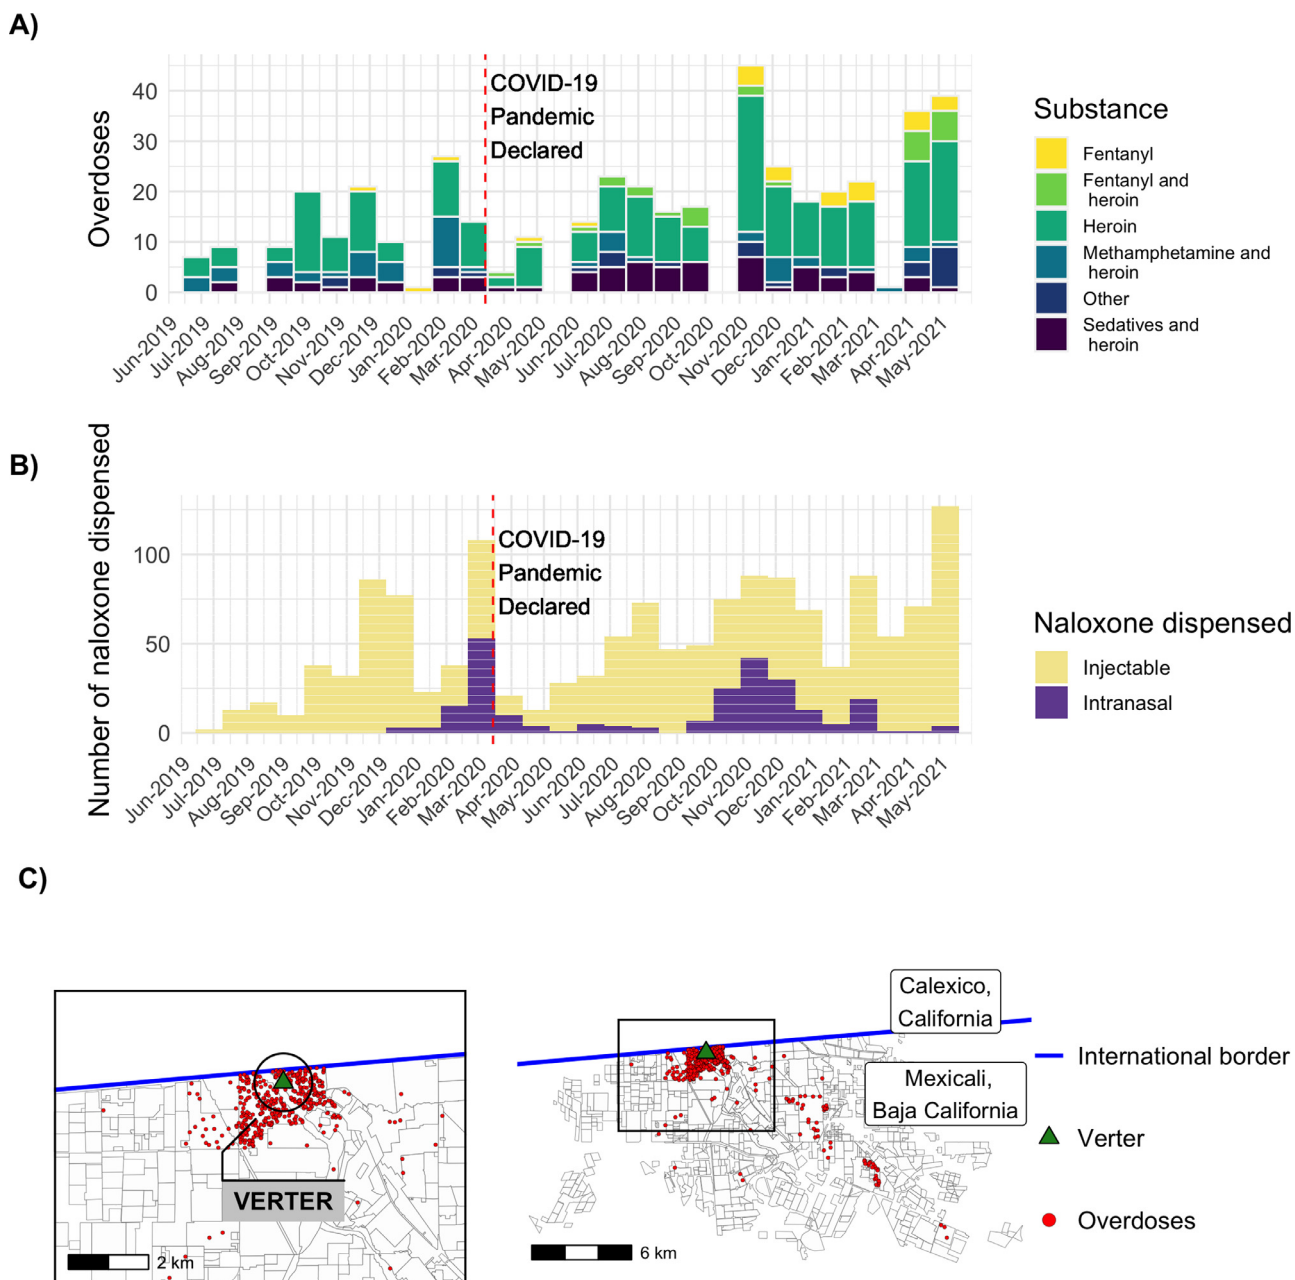 A)
Overdoses
40
30
20
10
0
COVID-19
Pandemic
Declared
Jun-2019
Jul-2019
Aug-2019
Sep-2019
Oct-2019
Nov-2019
Dec-2019
Jan-2020
Feb-2020
Mar-2020
Apr-2020
May-2020
Jun-2020
Jul-2020
Aug-2020
Sep-2020
Oct-2020
Nov-2020
Dec-2020
Jan-2021
Feb-2021
Mar-2021
Apr-2021
May-2021
Substance
Fentanyl
Fentanyl and
heroin
Heroin
Methamphetamine and
heroin
Other
Sedatives and
heroin
B)
Number of naloxone dispensed
100
50
0
COVID-19
Pandemic
Declared
Jun-2019
Jul-2019
Aug-2019
Sep-2019
Oct-2019
Nov-2019
Dec-2019
Jan-2020
Feb-2020
Mar-2020
Apr-2020
May-2020
Jun-2020
Jul-2020
Aug-2020
Sep-2020
Oct-2020
Nov-2020
Dec-2020
Jan-2021
Feb-2021
Mar-2021
Apr-2021
May-2021
Naloxone dispensed
Injectable
Intranasal
C)
VERTER
2 km
Calexico,
California
Mexicali,
Baja California
6 km
International border
Verter
Overdoses